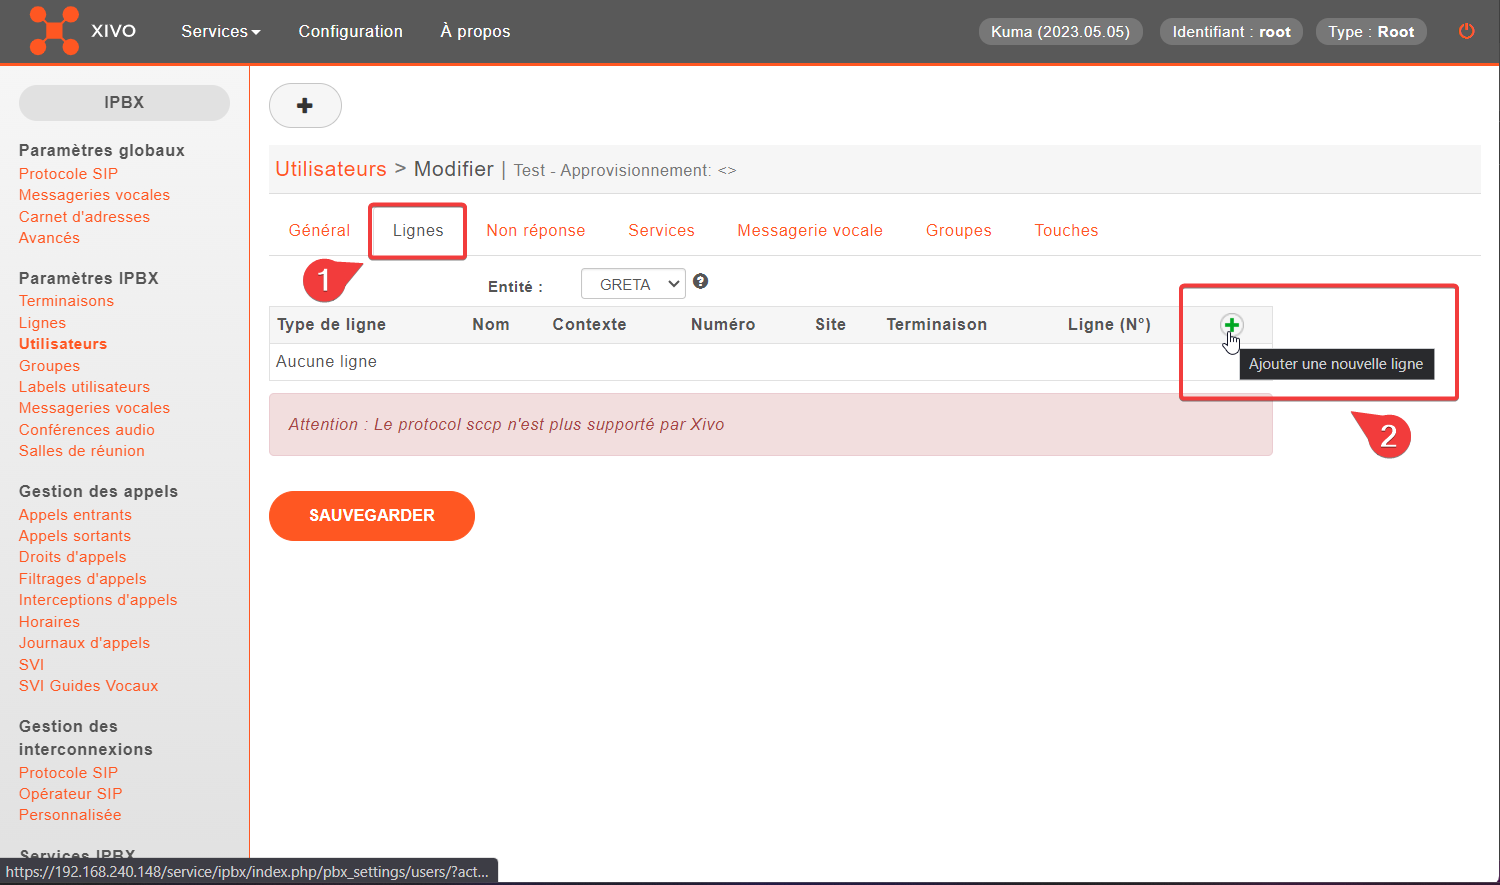 XIVO Services Configuration À propos Kuma (2023.05.05) Identifiant : root Type : Root
IPBX
Paramètres globaux
Protocole SIP
Messageries vocales
Carnet d'adresses
Avancés
Paramètres IPBX
Terminaisons
Lignes
Utilisateurs
Groupes
Labels utilisateurs
Messageries vocales
Conférences audio
Salles de réunion
Gestion des appels
Appels entrants
Appels sortants
Droits d'appels
Filtrages d'appels
Interceptions d'appels
Horaires
Journaux d'appels
SVI
SVI Guides Vocaux
Gestion des
interconnexions
Protocole SIP
Opérateur SIP
Personnalisée
Services IPBX
https://192.168.240.148/service/ipbx/index.php/pbx_settings/users/?act...
Utilisateurs > Modifier | Test - Approvisionnement: <>
Général Lignes Non réponse Services Messagerie vocale Groupes Touches
1
Entité : GRETA ?
Type de ligne Nom Contexte Numéro Site Terminaison Ligne (N°)
Aucune ligne
Ajouter une nouvelle ligne
2
Attention : Le protocol sccp n'est plus supporté par Xivo
SAUVEGARDER